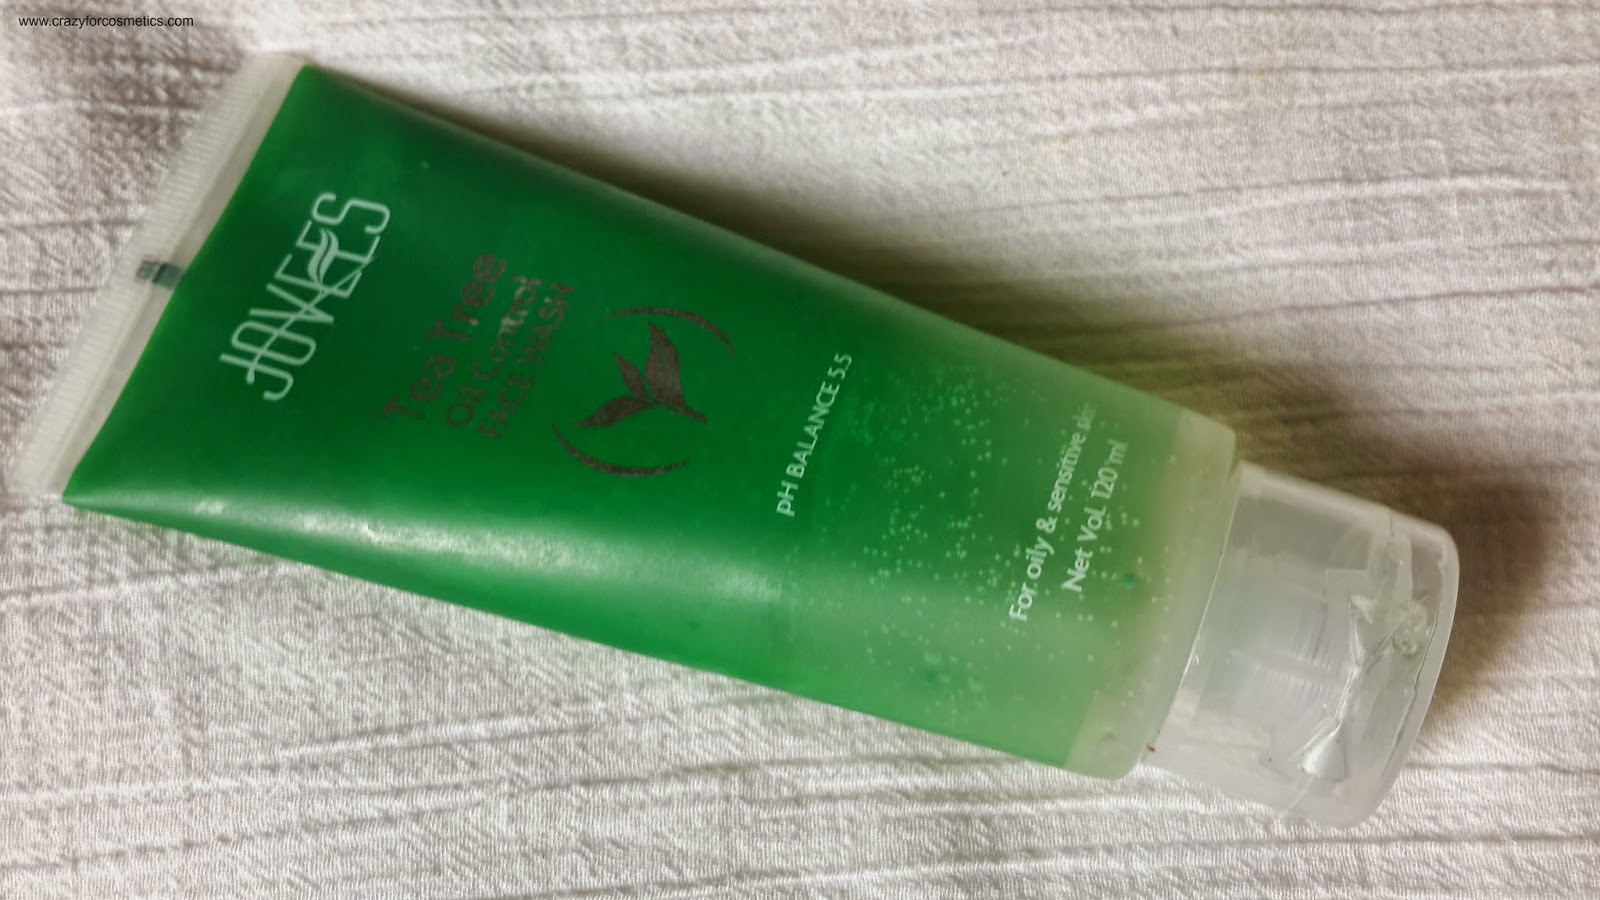 www.crazyforcosmetics.com
JOVEES
Tea Tree
Oil Control
FACE WASH
pH BALANCE 5.5
For oily & sensitive skin
Net Vol. 120 ml